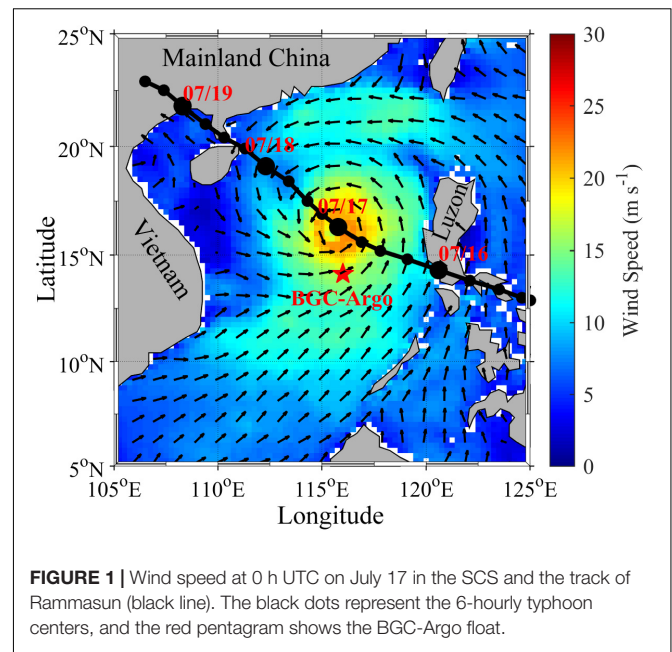 25°N
20°N
15°N
10°N
5°N
Latitude
105°E
110°E
115°E
120°E
125°E
Longitude
Mainland China
07/19
07/18
07/17
07/16
Luzon
Vietnam
BGC-Argo
30
25
20
15
10
5
0
Wind Speed (m s⁻¹)
FIGURE 1 | Wind speed at 0 h UTC on July 17 in the SCS and the track of
Rammasun (black line). The black dots represent the 6-hourly typhoon
centers, and the red pentagram shows the BGC-Argo float.